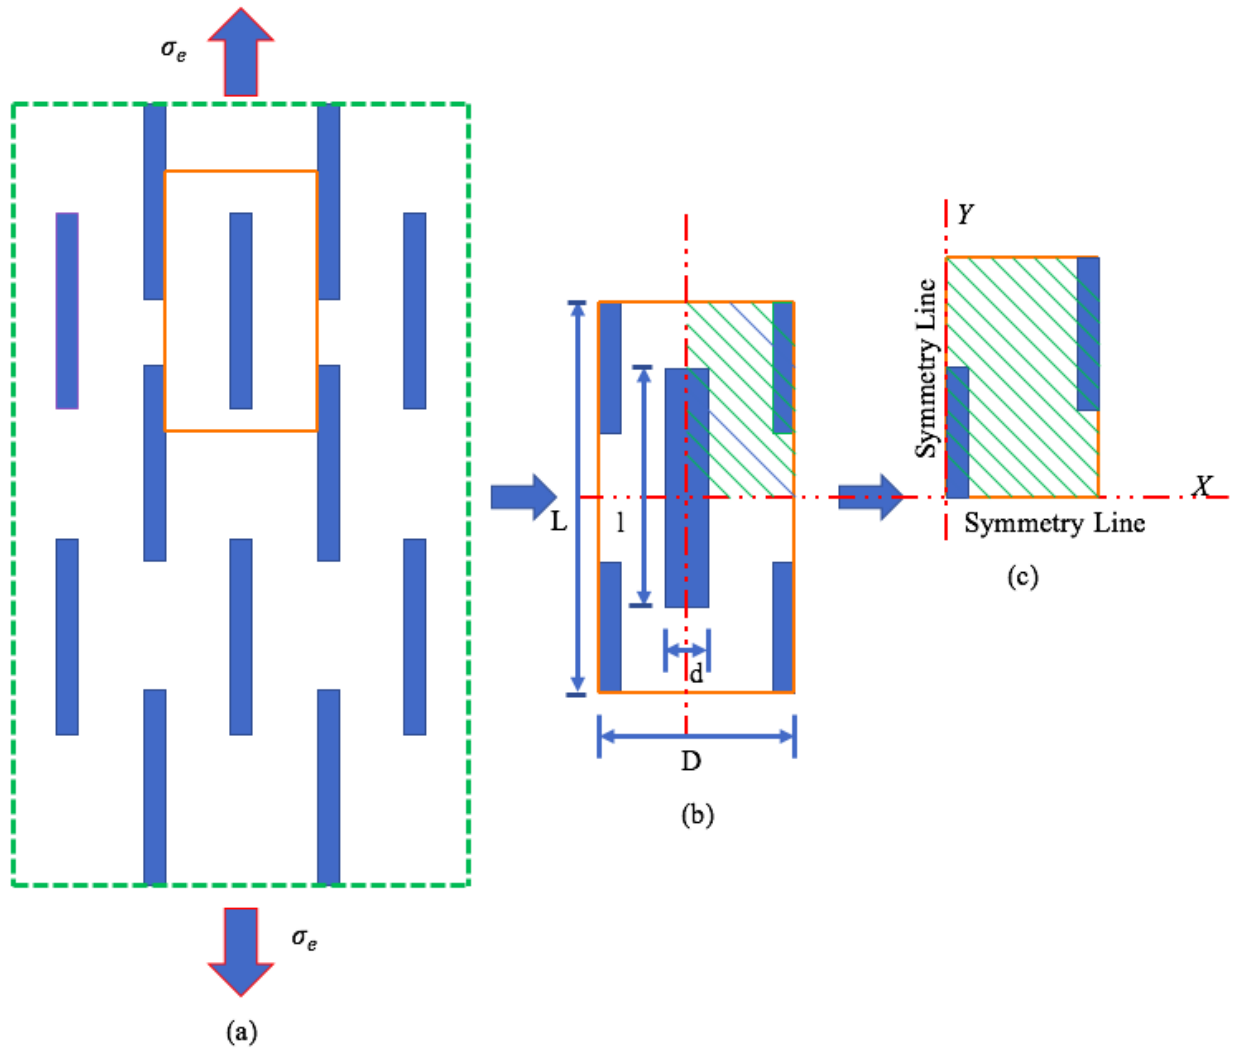 σₑ
σₑ
(a)
L
l
d
D
(b)
Y
Symmetry Line
X
Symmetry Line
(c)